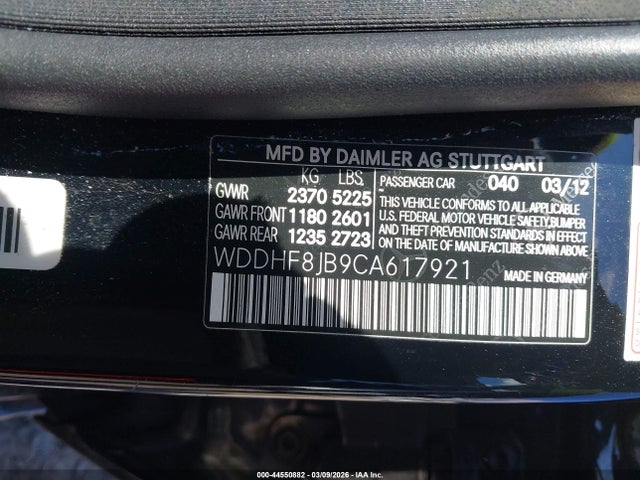 MFD BY DAIMLER AG STUTTGART
KG LBS
GVWR 2370 5225
GAWR FRONT 1180 2601
GAWR REAR 1235 2723
PASSENGER CAR 040 03/12
THIS VEHICLE CONFORMS TO ALL APPLICABLE
U.S. FEDERAL MOTOR VEHICLE SAFETY,BUMPER
AND THEFT PREVENTION STANDARDS IN EFFECT
ON THE DATE OF MANUFACTURE SHOWN ABOVE
WDDHF8JB9CA617921
MADE IN GERMANY
000-44550882 - 03/09/2026 - IAA Inc.